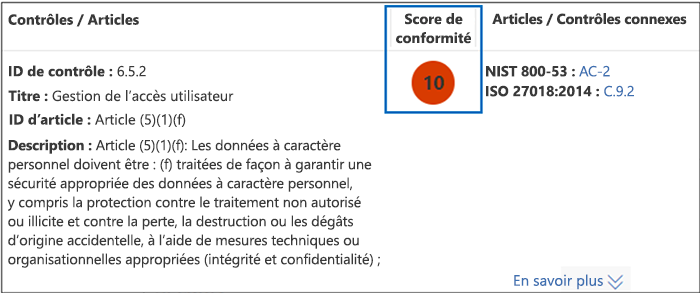 Contrôles / Articles
Score de conformité
Articles / Contrôles connexes
ID de contrôle : 6.5.2
Titre : Gestion de l’accès utilisateur
ID d’article : Article (5)(1)(f)
Description : Article (5)(1)(f): Les données à caractère
personnel doivent être : (f) traitées de façon à garantir une
sécurité appropriée des données à caractère personnel,
y compris la protection contre le traitement non autorisé
ou illicite et contre la perte, la destruction ou les dégâts
d’origine accidentelle, à l’aide de mesures techniques ou
organisationnelles appropriées (intégrité et confidentialité) ;
10
NIST 800-53 : AC-2
ISO 27018:2014 : C.9.2
En savoir plus